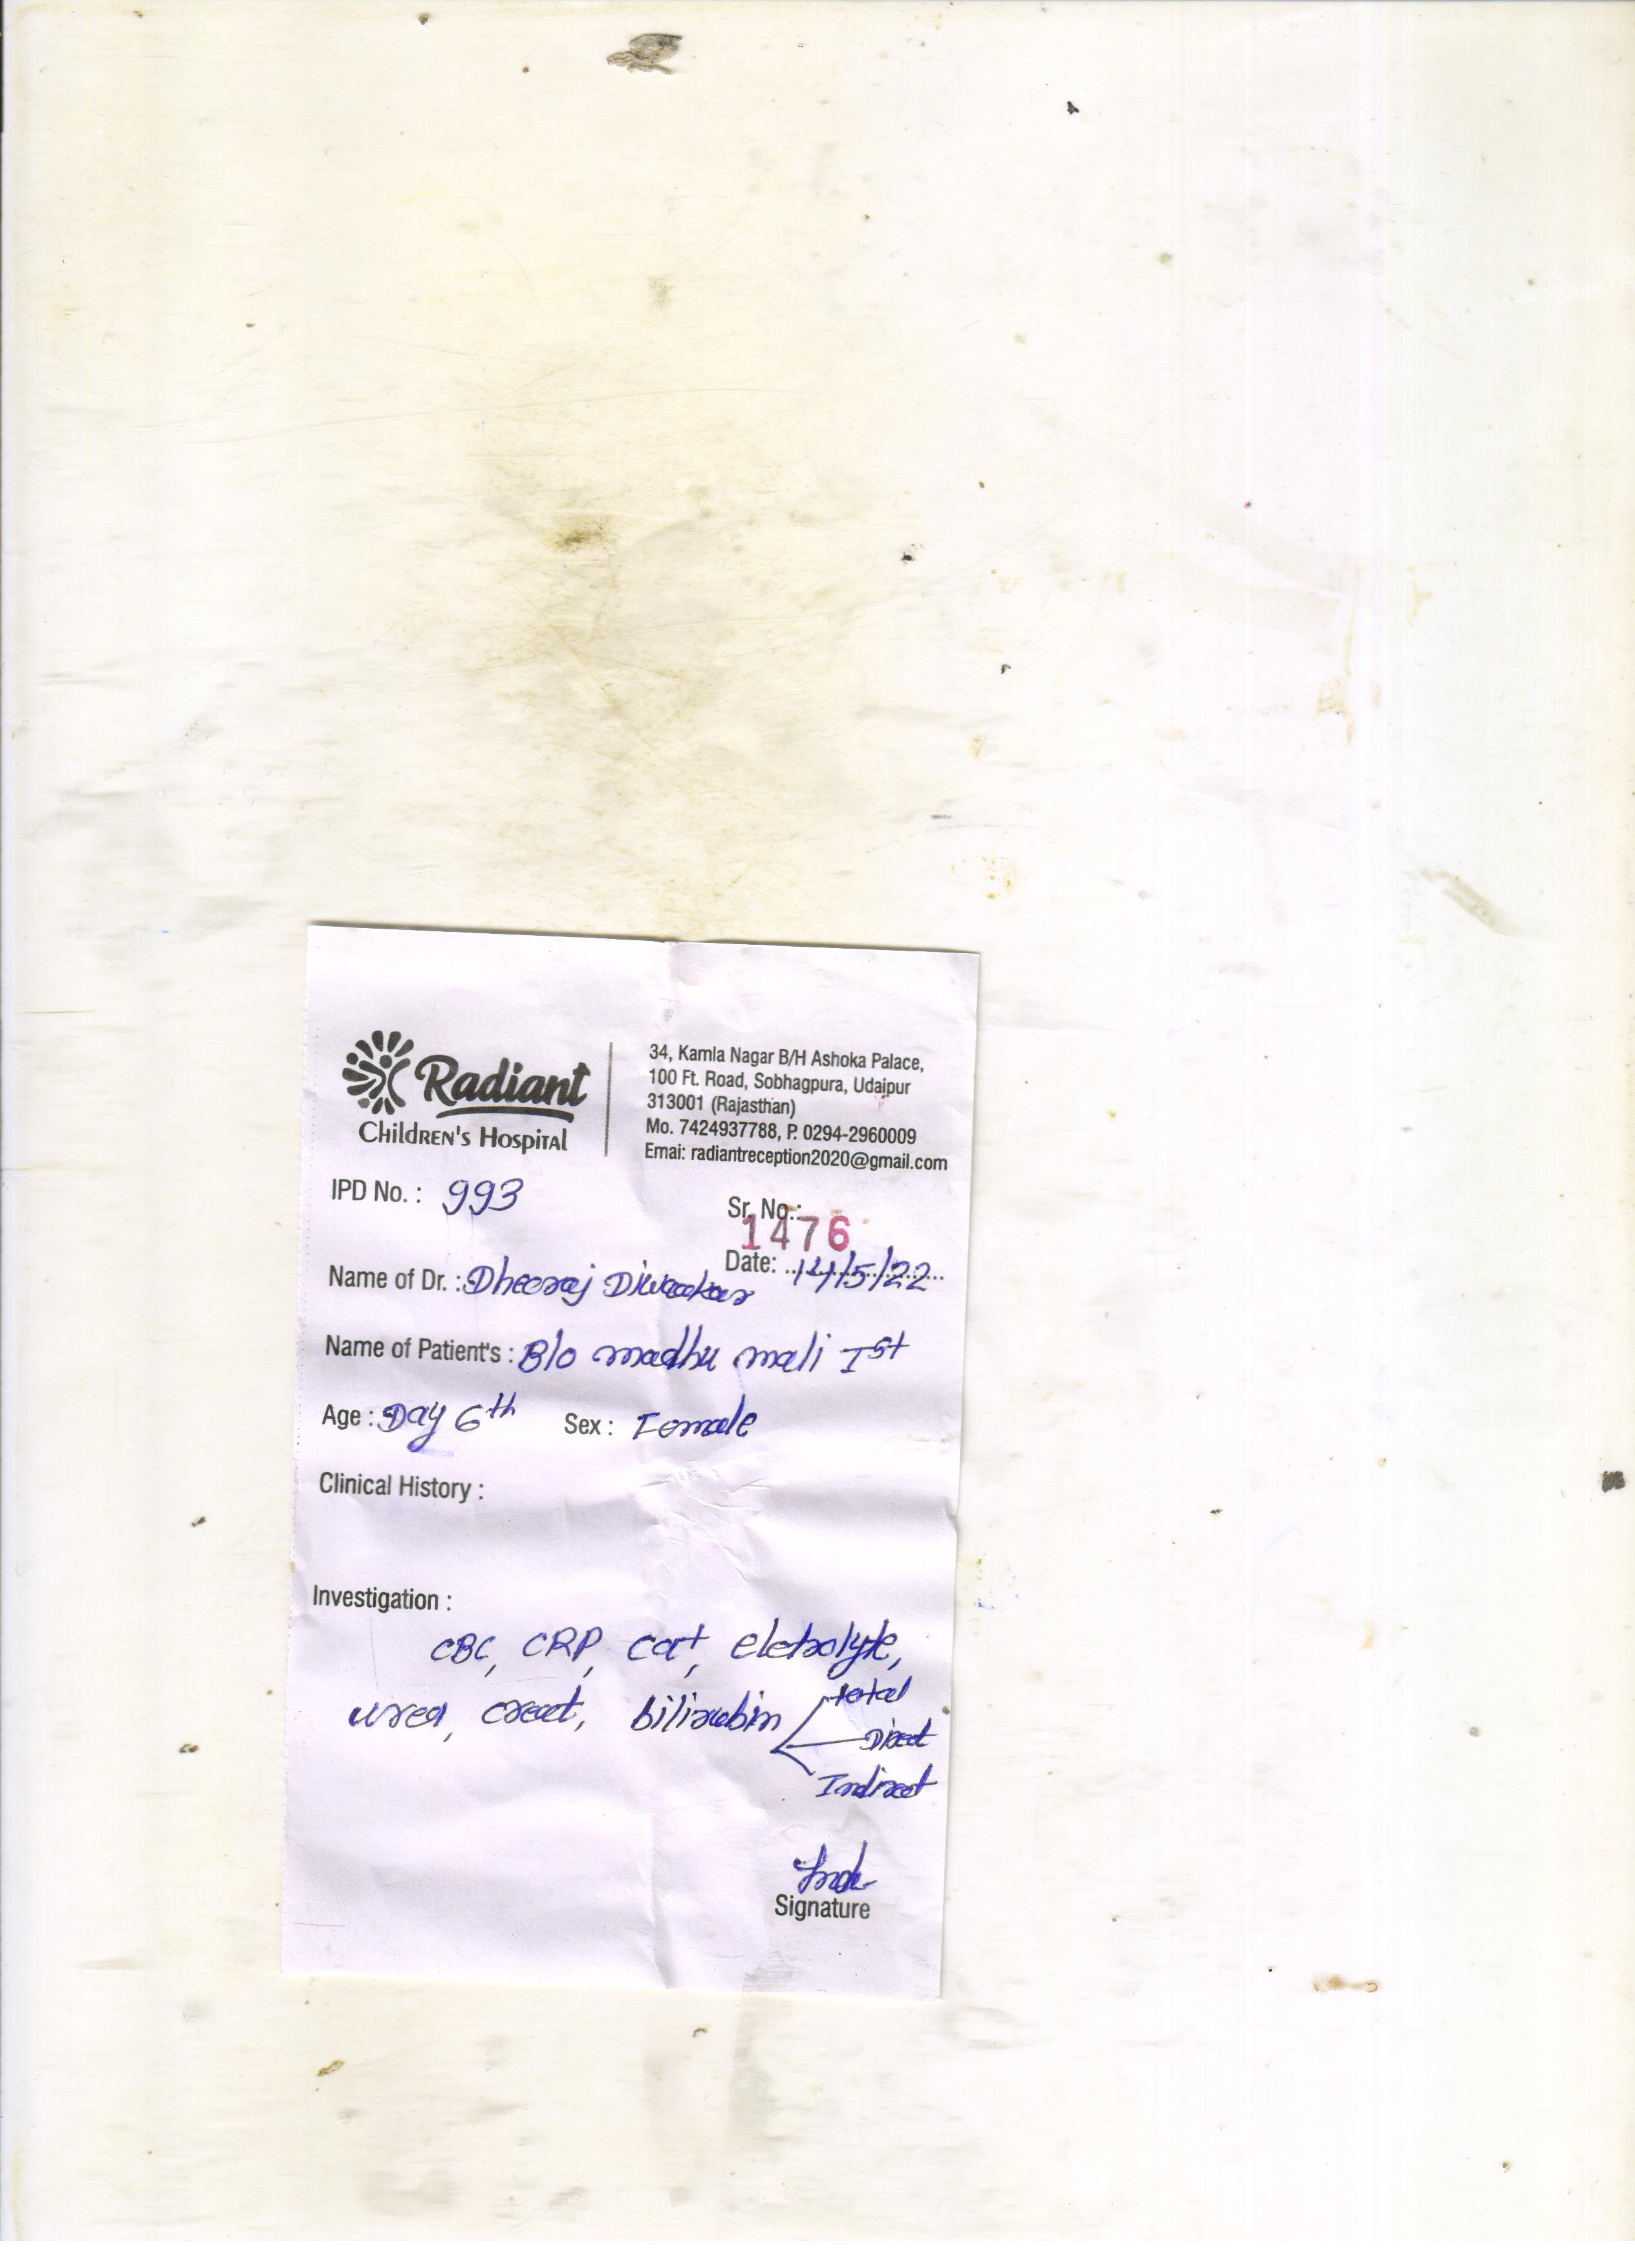 Radiant
Children's Hospital
34, Kamla Nagar B/H Ashoka Palace,
100 Ft. Road, Sobhagpura, Udaipur
313001 (Rajasthan)
Mo. 7424937788, P. 0294-2960009
Emai: radiantreception2020@gmail.com
IPD No. : 993
Sr. No.:
1476
Date: 14/5/22
Name of Dr. : Dheeraj Diwakar
Name of Patient's : B/o madhu mali Ist
Age : Day 6th Sex : Female
Clinical History :
Investigation :
CBC, CRP, Cat, eletrolyte,
urea, creat, bilirubin total
Direct
Indirect
Signature